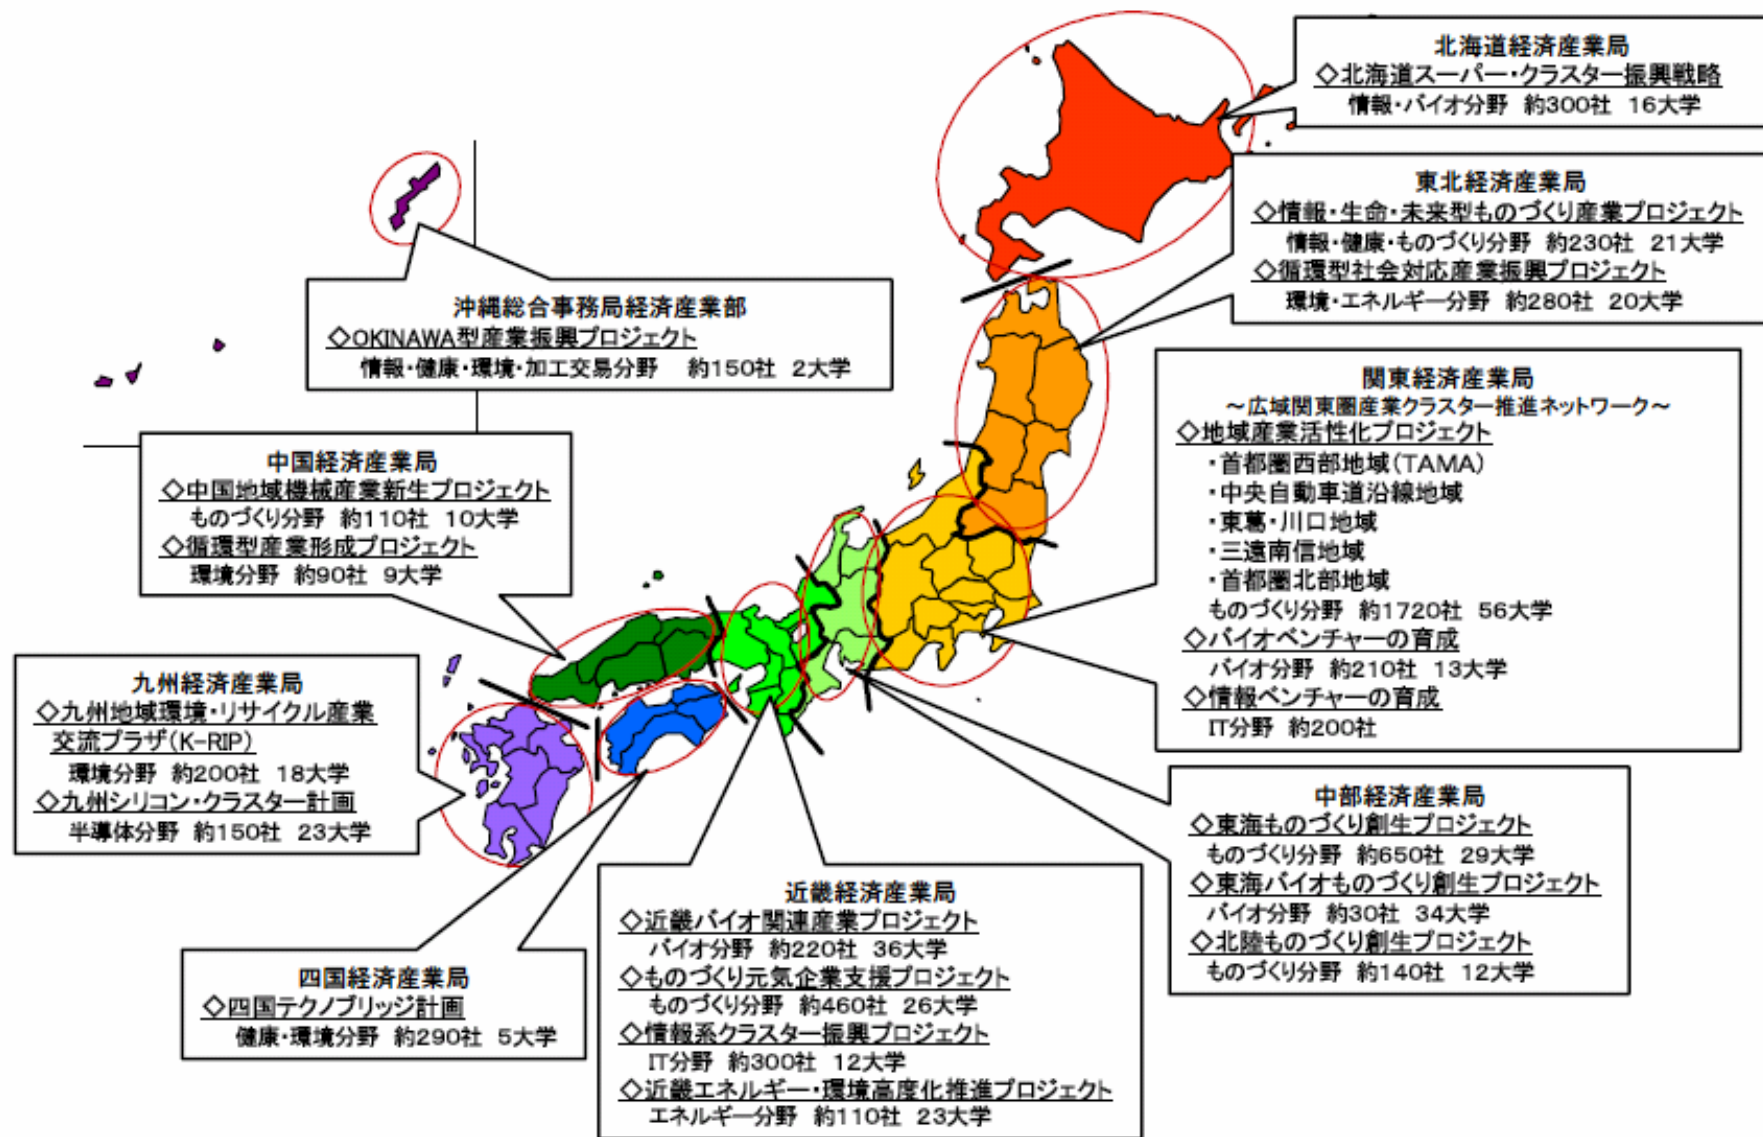 北海道経済産業局
◇北海道スーパー・クラスター振興戦略
情報・バイオ分野 約300社 16大学
東北経済産業局
◇情報・生命・未来型ものづくり産業プロジェクト
情報・健康・ものづくり分野 約230社 21大学
◇循環型社会対応産業振興プロジェクト
環境・エネルギー分野 約280社 20大学
沖縄総合事務局経済産業部
◇OKINAWA型産業振興プロジェクト
情報・健康・環境・加工交易分野 約150社 2大学
関東経済産業局
～広域関東圏産業クラスター推進ネットワーク～
◇地域産業活性化プロジェクト
・首都圏西部地域(TAMA)
・中央自動車道沿線地域
・東葛・川口地域
・三遠南信地域
・首都圏北部地域
ものづくり分野 約1720社 56大学
◇バイオベンチャーの育成
バイオ分野 約210社 13大学
◇情報ベンチャーの育成
IT分野 約200社
中国経済産業局
◇中国地域機械産業新生プロジェクト
ものづくり分野 約110社 10大学
◇循環型産業形成プロジェクト
環境分野 約90社 9大学
九州経済産業局
◇九州地域環境・リサイクル産業
交流プラザ(K-RIP)
環境分野 約200社 18大学
◇九州シリコン・クラスター計画
半導体分野 約150社 23大学
中部経済産業局
◇東海ものづくり創生プロジェクト
ものづくり分野 約650社 29大学
◇東海バイオものづくり創生プロジェクト
バイオ分野 約30社 34大学
◇北陸ものづくり創生プロジェクト
ものづくり分野 約140社 12大学
近畿経済産業局
◇近畿バイオ関連産業プロジェクト
バイオ分野 約220社 36大学
◇ものづくり元気企業支援プロジェクト
ものづくり分野 約460社 26大学
◇情報系クラスター振興プロジェクト
IT分野 約300社 12大学
◇近畿エネルギー・環境高度化推進プロジェクト
エネルギー分野 約110社 23大学
四国経済産業局
◇四国テクノブリッジ計画
健康・環境分野 約290社 5大学